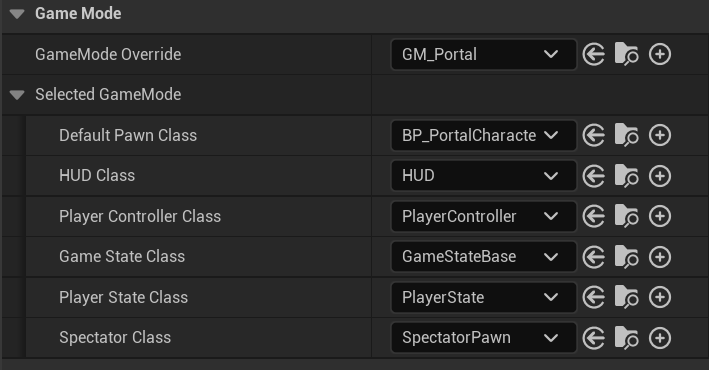 Game Mode
GameMode Override GM_Portal
Selected GameMode
Default Pawn Class BP_PortalCharacte
HUD Class HUD
Player Controller Class PlayerController
Game State Class GameStateBase
Player State Class PlayerState
Spectator Class SpectatorPawn